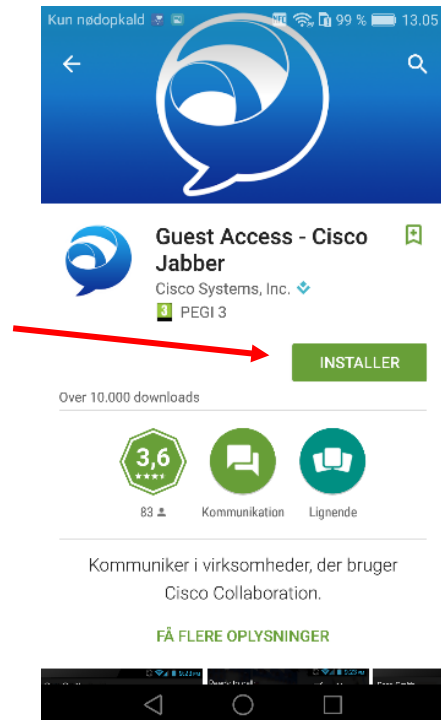 Kun nødopkald 99 % 13.05
Guest Access - Cisco
Jabber
Cisco Systems, Inc.
3 PEGI 3
INSTALLER
Over 10.000 downloads
3,6
83 Kommunikation Lignende
Kommuniker i virksomheder, der bruger
Cisco Collaboration.
FÅ FLERE OPLYSNINGER